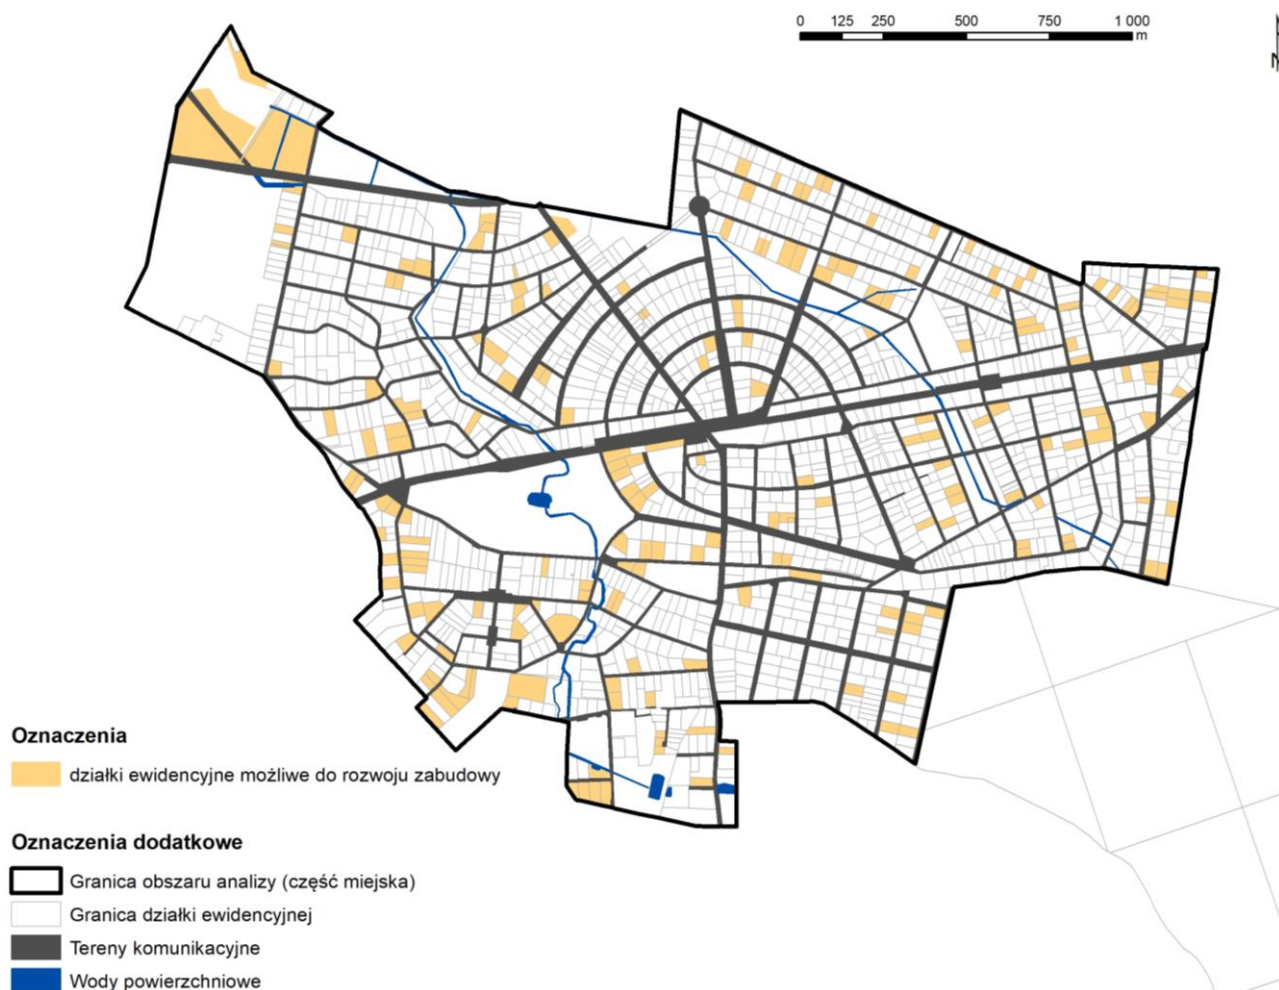 0 125 250 500 750 1 000
m
N
Oznaczenia
działki ewidencyjne możliwe do rozwoju zabudowy
Oznaczenia dodatkowe
Granica obszaru analizy (część miejska)
Granica działki ewidencyjnej
Tereny komunikacyjne
Wody powierzchniowe